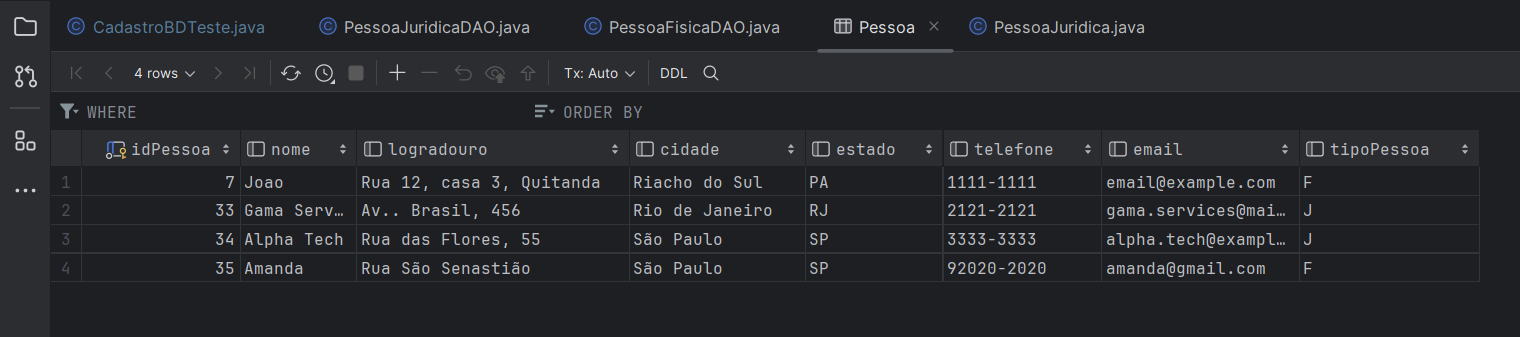 CadastroBDTeste.java PessoaJuridicaDAO.java PessoaFisicaDAO.java Pessoa PessoaJuridica.java
4 rows Tx: Auto DDL
WHERE ORDER BY
idPessoa nome logradouro cidade estado telefone email tipoPessoa
1 7 Joao Rua 12, casa 3, Quitanda Riacho do Sul PA 1111-1111 email@example.com F
2 33 Gama Serv… Av.. Brasil, 456 Rio de Janeiro RJ 2121-2121 gama.services@mai… J
3 34 Alpha Tech Rua das Flores, 55 São Paulo SP 3333-3333 alpha.tech@exampl… J
4 35 Amanda Rua São Senastião São Paulo SP 92020-2020 amanda@gmail.com F